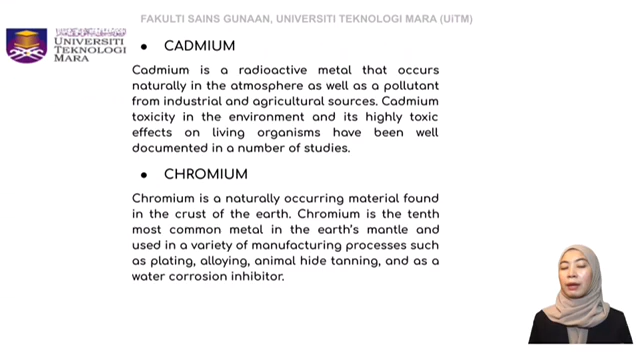 FAKULTI SAINS GUNAAN, UNIVERSITI TEKNOLOGI MARA (UiTM)
UNIVERSITI
TEKNOLOGI
MARA
• CADMIUM
Cadmium is a radioactive metal that occurs
naturally in the atmosphere as well as a pollutant
from industrial and agricultural sources. Cadmium
toxicity in the environment and its highly toxic
effects on living organisms have been well
documented in a number of studies.
• CHROMIUM
Chromium is a naturally occurring material found
in the crust of the earth. Chromium is the tenth
most common metal in the earth's mantle and
used in a variety of manufacturing processes such
as plating, alloying, animal hide tanning, and as a
water corrosion inhibitor.